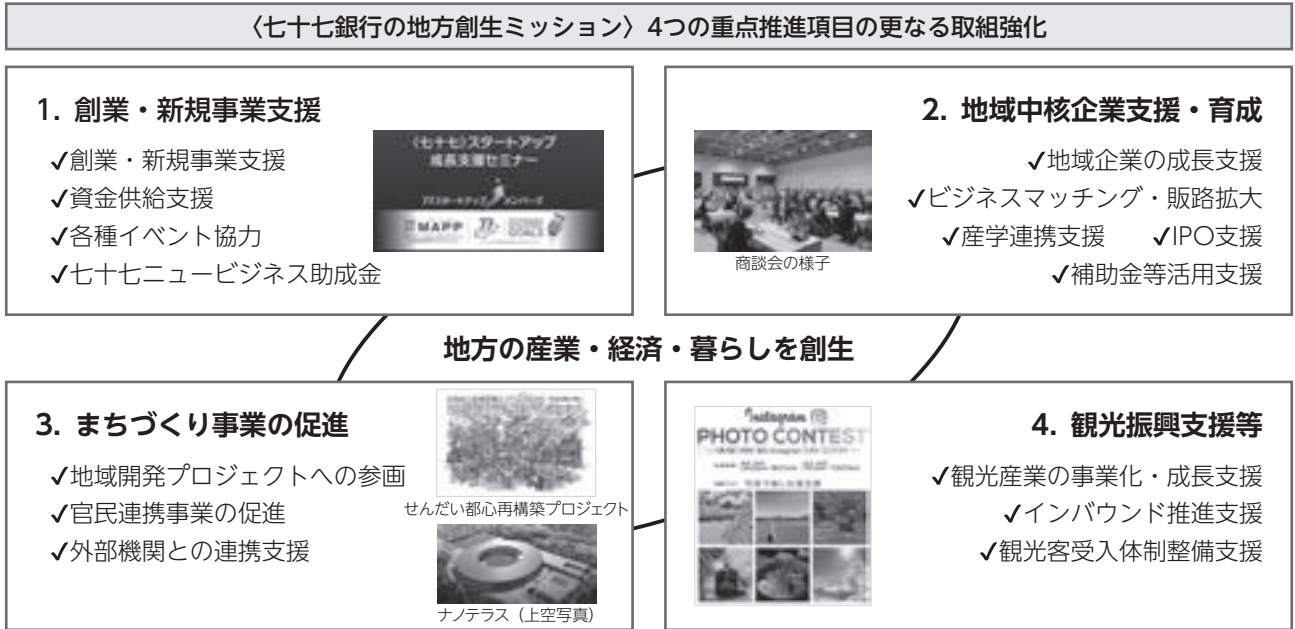 〈七十七銀行の地方創生ミッション〉4つの重点推進項目の更なる取組強化
1. 創業・新規事業支援
✓創業・新規事業支援
✓資金供給支援
✓各種イベント協力
✓七十七ニュービジネス助成金
〈七十七〉スタートアップ
成長支援セミナー
MAPP
2. 地域中核企業支援・育成
✓地域企業の成長支援
✓ビジネスマッチング・販路拡大
✓産学連携支援 ✓IPO支援
✓補助金等活用支援
商談会の様子
地方の産業・経済・暮らしを創生
3. まちづくり事業の促進
✓地域開発プロジェクトへの参画
✓官民連携事業の促進
✓外部機関との連携支援
せんだい都心再構築プロジェクト
ナノテラス（上空写真）
4. 観光振興支援等
✓観光産業の事業化・成長支援
✓インバウンド推進支援
✓観光客受入体制整備支援
Instagram
PHOTO CONTEST